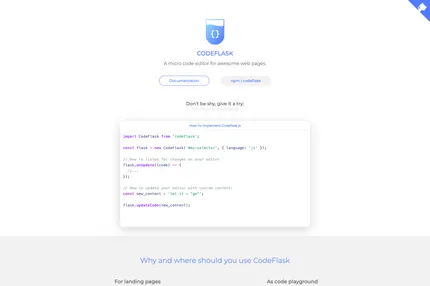 {}
CODEFLASK
A micro code-editor for awesome web pages.
Documentation
npm i codeflask
Don't be shy, give it a try:
How-To-Implement-CodeFlask.js
import CodeFlask from 'codeflask';
const flask = new CodeFlask('#my-selector', { language: 'js' });
// How to listen for changes on your editor
flask.onUpdate((code) => {
//...
});
// How to update your editor with custom content:
const new_content = 'let it = "go"';
flask.updateCode(new_content);
Why and where should you use CodeFlask
For landing pages
As code playground